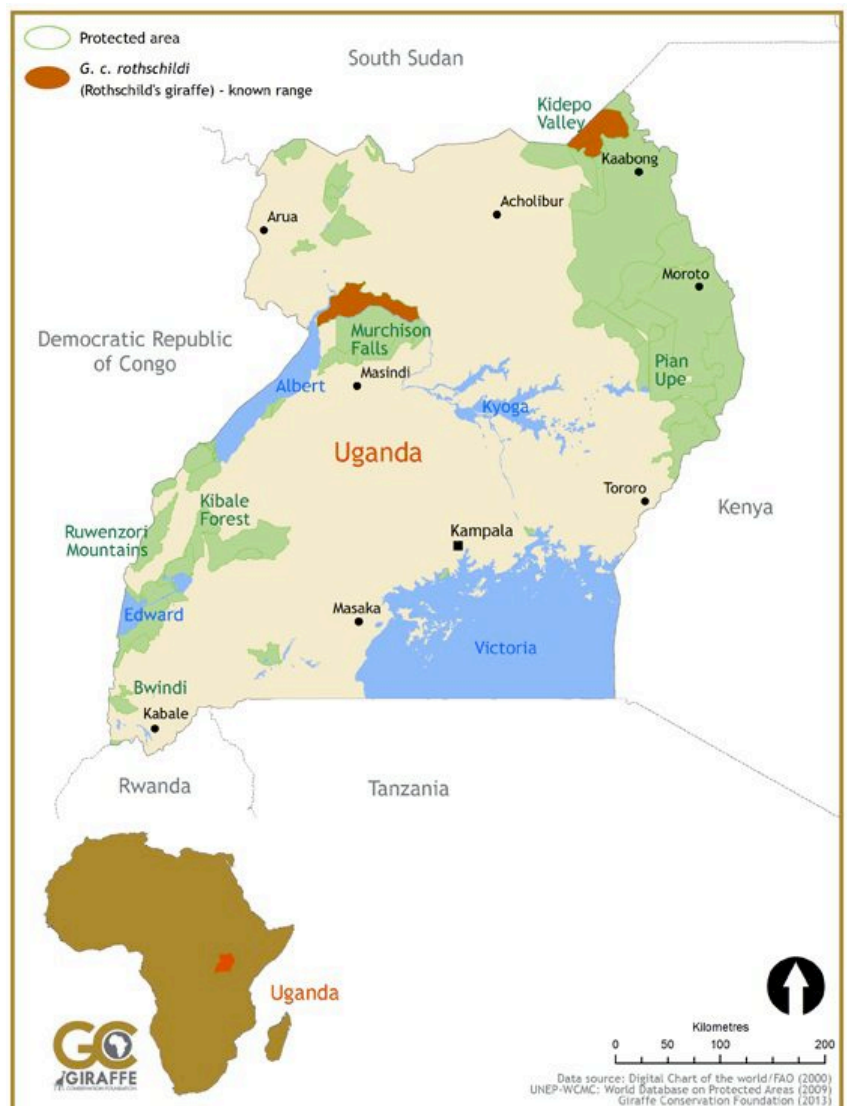 Protected area
G. c. rothschildi
(Rothschild's giraffe) - known range
South Sudan
Kidepo
Valley
Kaabong
Arua
Acholibur
Moroto
Democratic Republic
of Congo
Murchison
Falls
Albert
Masindi
Pian
Upe
Kyoga
Uganda
Tororo
Kibale
Forest
Kenya
Ruwenzori
Mountains
Kampala
Edward
Masaka
Victoria
Bwindi
Kabale
Rwanda
Tanzania
Uganda
GC
GIRAFFE
CONSERVATION FOUNDATION
Kilometres
0 50 100 200
Data source: Digital Chart of the world/FAO (2000)
UNEP-WCMC: World Database on Protected Areas (2009)
Giraffe Conservation Foundation (2013)